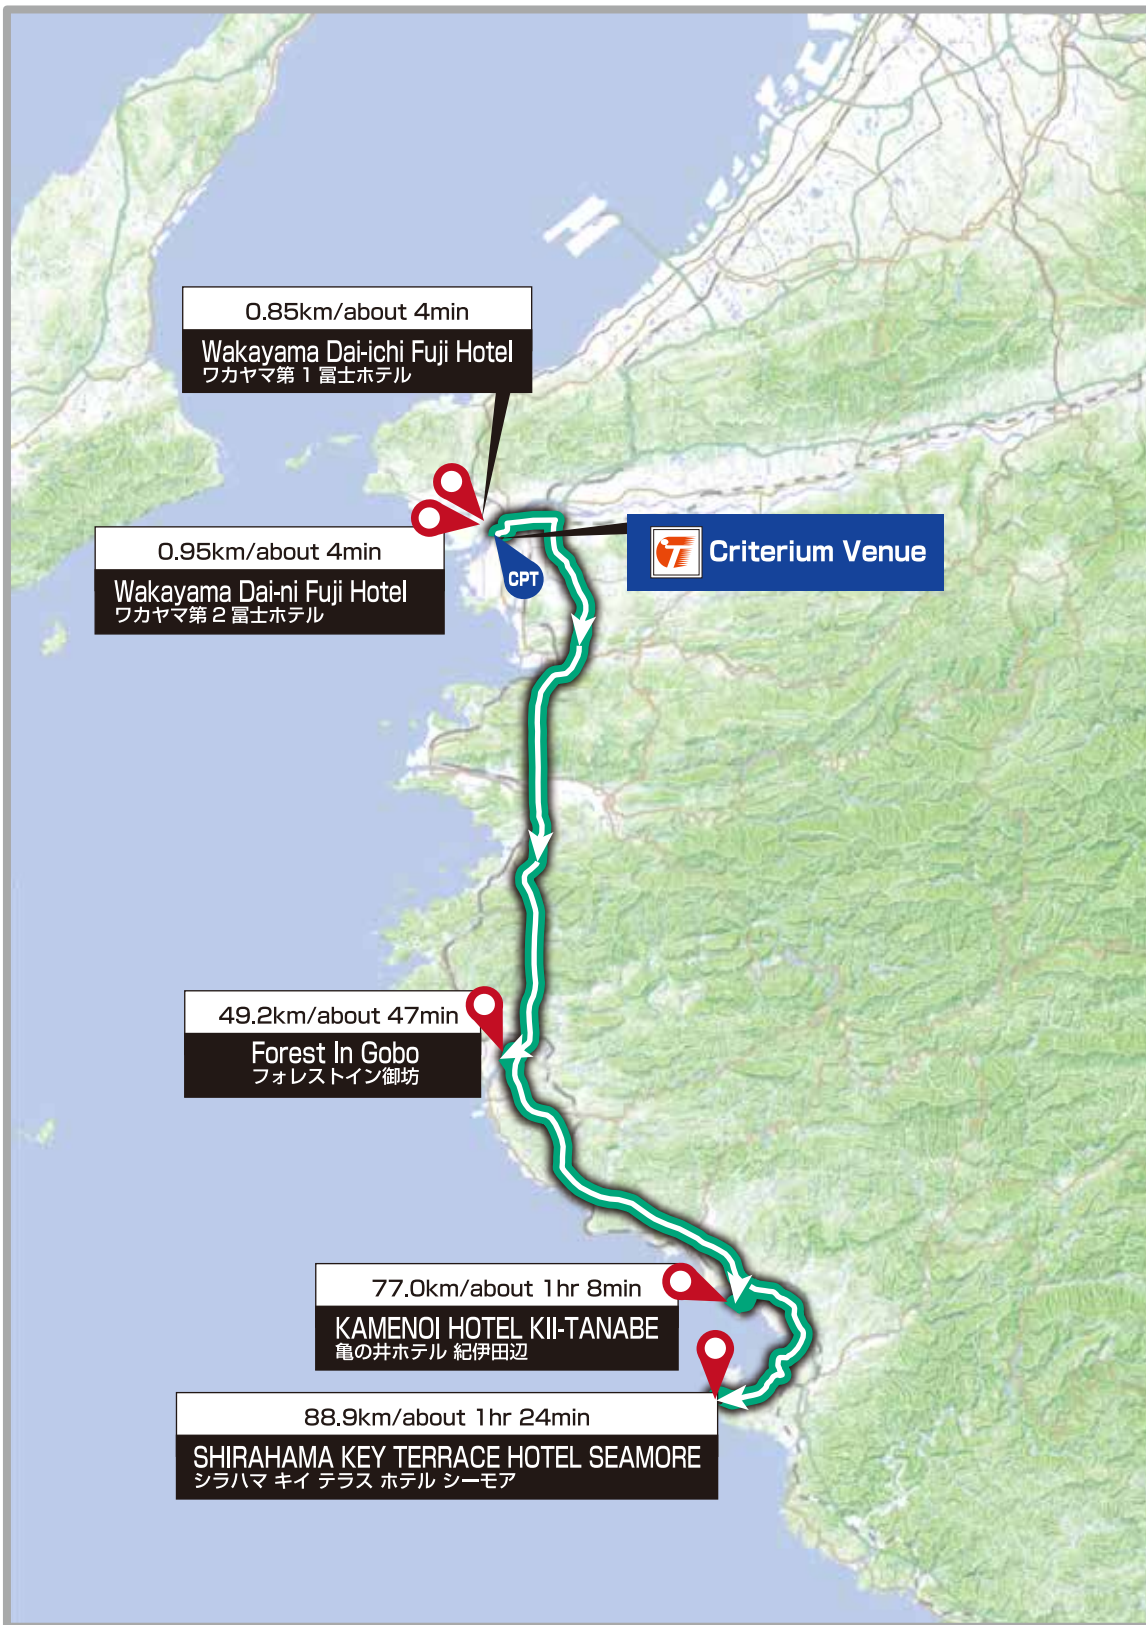 0.85km/about 4min
Wakayama Dai-ichi Fuji Hotel
ワカヤマ第1冨士ホテル
0.95km/about 4min
Wakayama Dai-ni Fuji Hotel
ワカヤマ第2冨士ホテル
T Criterium Venue
CPT
49.2km/about 47min
Forest In Gobo
フォレストイン御坊
77.0km/about 1hr 8min
KAMENOI HOTEL KII-TANABE
亀の井ホテル 紀伊田辺
88.9km/about 1hr 24min
SHIRAHAMA KEY TERRACE HOTEL SEAMORE
シラハマ キイ テラス ホテル シーモア